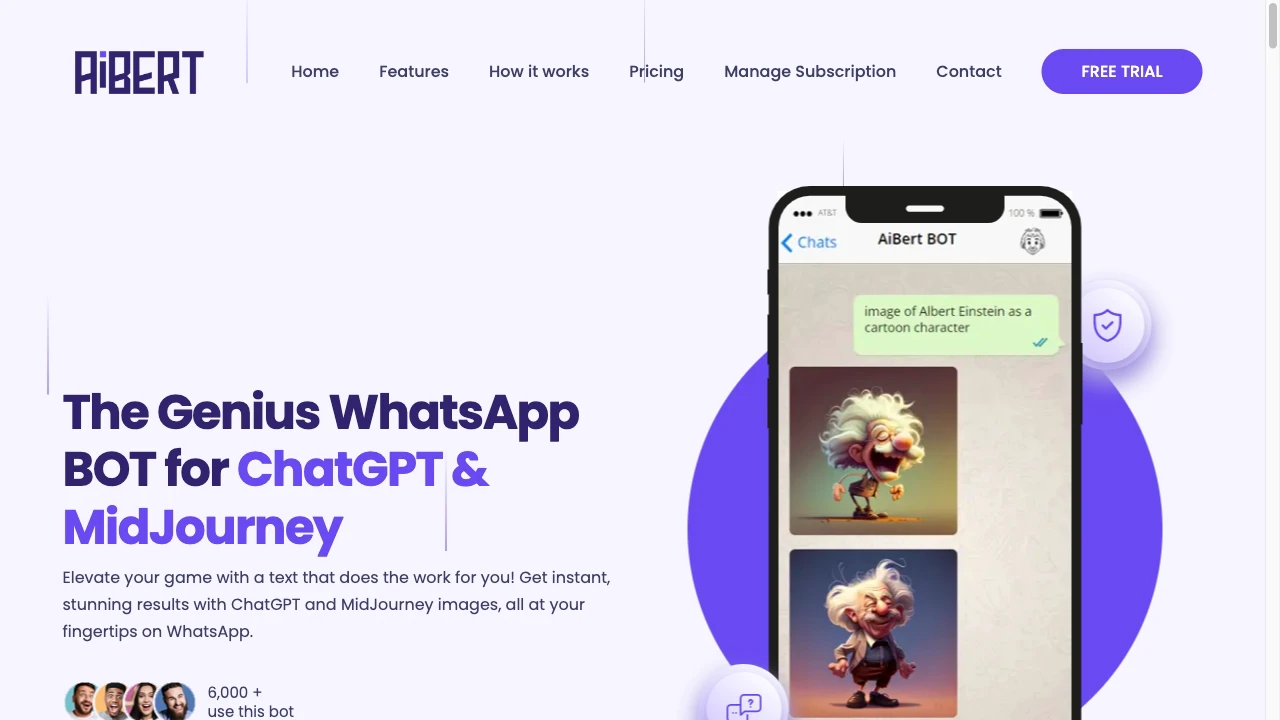 AiBERT
Home
Features
How it works
Pricing
Manage Subscription
Contact
FREE TRIAL
AT&T
100 %
Chats
AiBert BOT
image of Albert Einstein as a
cartoon character
The Genius WhatsApp
BOT for ChatGPT &
MidJourney
Elevate your game with a text that does the work for you! Get instant,
stunning results with ChatGPT and MidJourney images, all at your
fingertips on WhatsApp.
6,000 +
use this bot
?